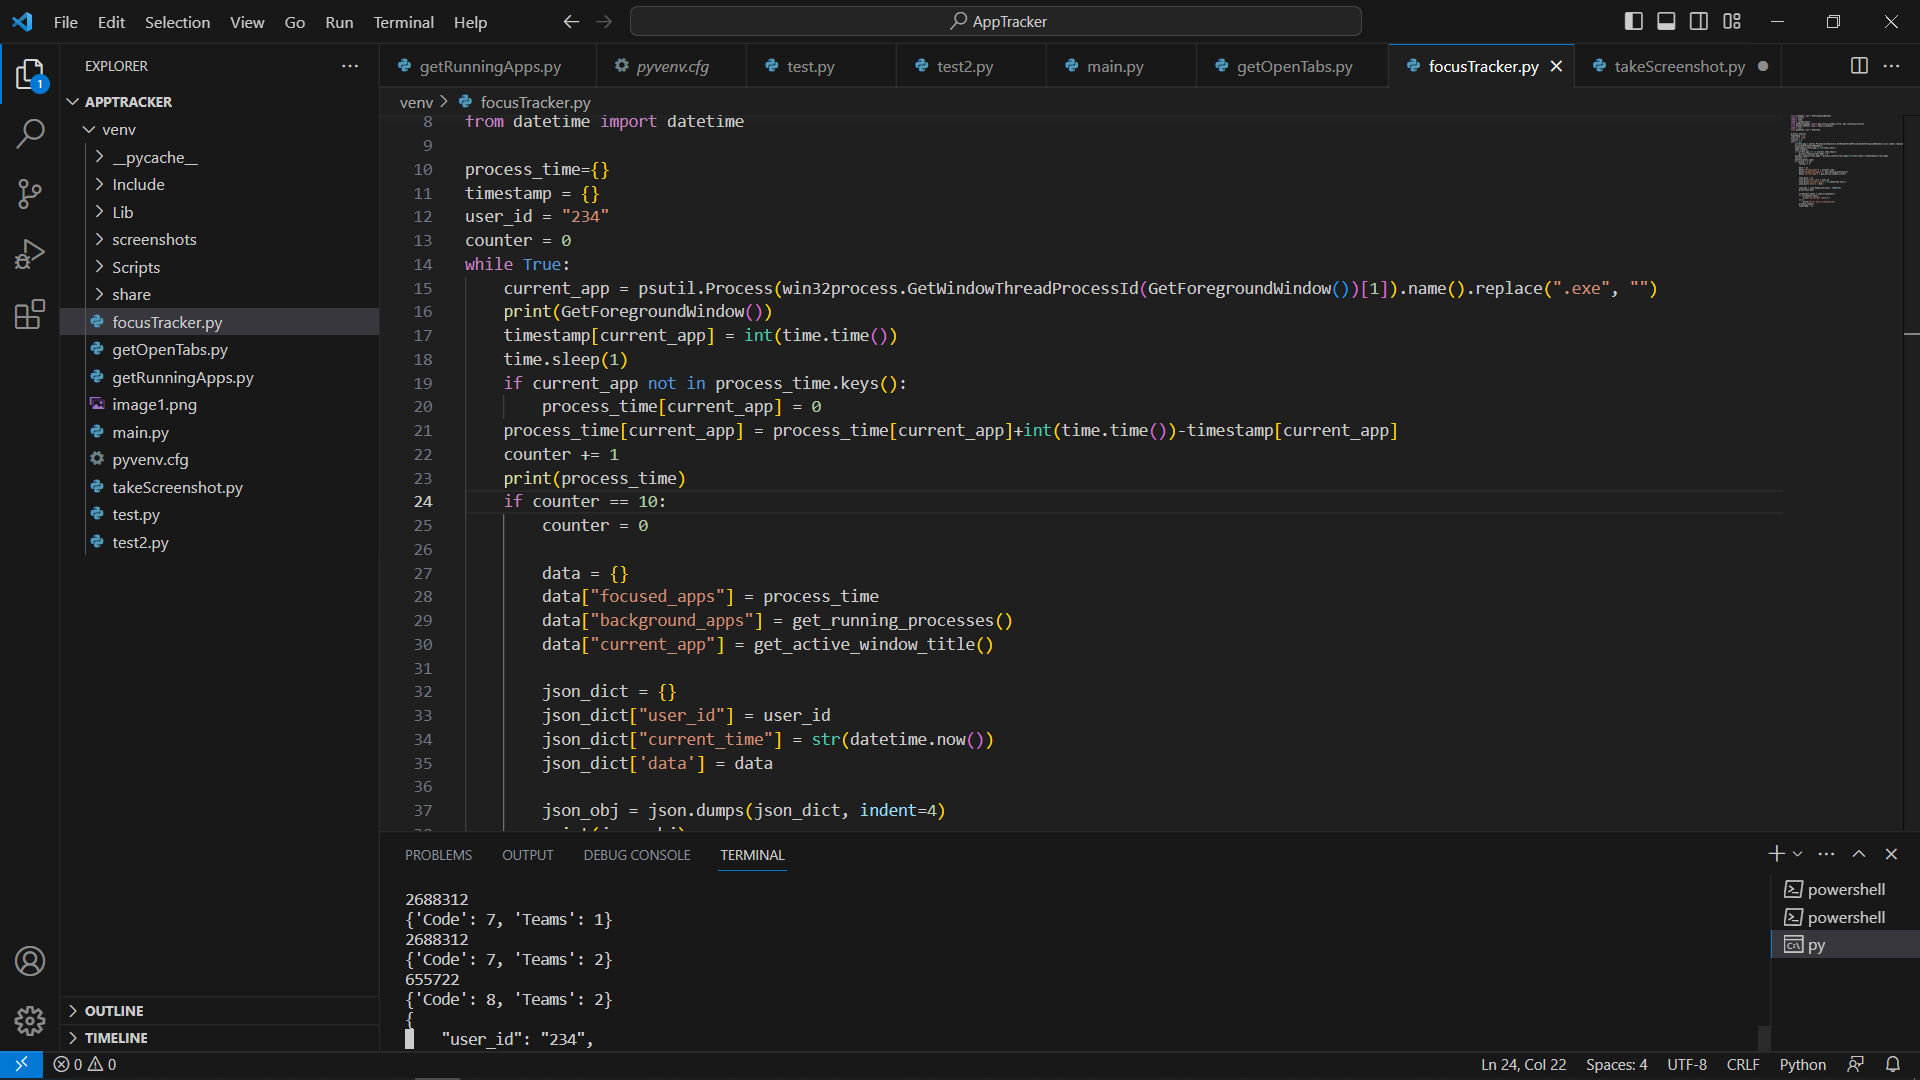 File Edit Selection View Go Run Terminal Help
AppTracker
EXPLORER
1
APPTRACKER
venv
__pycache__
Include
Lib
screenshots
Scripts
share
focusTracker.py
getOpenTabs.py
getRunningApps.py
image1.png
main.py
pyvenv.cfg
takeScreenshot.py
test.py
test2.py
OUTLINE
TIMELINE
getRunningApps.py pyvenv.cfg test.py test2.py main.py getOpenTabs.py focusTracker.py takeScreenshot.py
venv > focusTracker.py
8 from datetime import datetime
9
10 process_time={}
11 timestamp = {}
12 user_id = "234"
13 counter = 0
14 while True:
15 current_app = psutil.Process(win32process.GetWindowThreadProcessId(GetForegroundWindow())[1]).name().replace(".exe", "")
16 print(GetForegroundWindow())
17 timestamp[current_app] = int(time.time())
18 time.sleep(1)
19 if current_app not in process_time.keys():
20 process_time[current_app] = 0
21 process_time[current_app] = process_time[current_app]+int(time.time())-timestamp[current_app]
22 counter += 1
23 print(process_time)
24 if counter == 10:
25 counter = 0
26
27 data = {}
28 data["focused_apps"] = process_time
29 data["background_apps"] = get_running_processes()
30 data["current_app"] = get_active_window_title()
31
32 json_dict = {}
33 json_dict["user_id"] = user_id
34 json_dict["current_time"] = str(datetime.now())
35 json_dict['data'] = data
36
37 json_obj = json.dumps(json_dict, indent=4)
PROBLEMS OUTPUT DEBUG CONSOLE TERMINAL
2688312
{'Code': 7, 'Teams': 1}
2688312
{'Code': 7, 'Teams': 2}
655722
{'Code': 8, 'Teams': 2}
{
"user_id": "234",
powershell
powershell
py
0 0
Ln 24, Col 22 Spaces: 4 UTF-8 CRLF Python